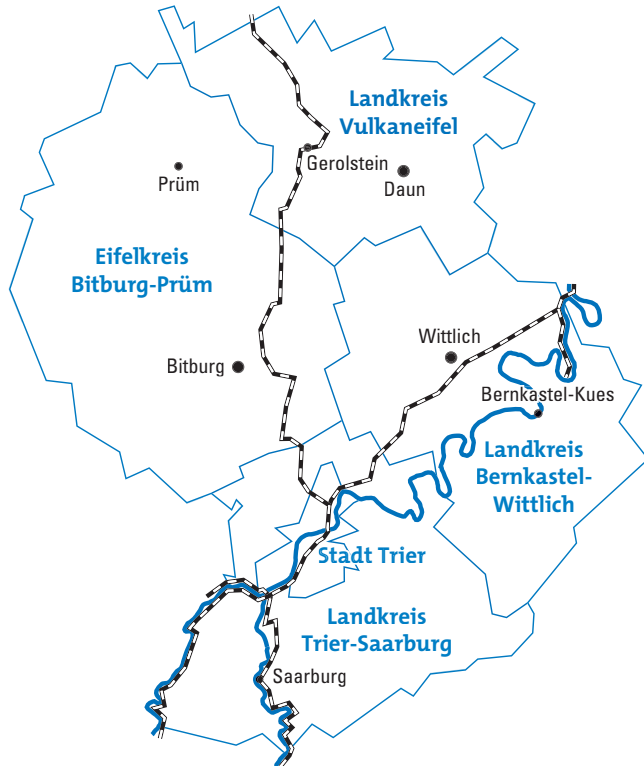 Landkreis
Vulkaneifel
Gerolstein
Prüm
Daun
Eifelkreis
Bitburg-Prüm
Wittlich
Bitburg
Bernkastel-Kues
Landkreis
Bernkastel-
Wittlich
Stadt Trier
Landkreis
Trier-Saarburg
Saarburg